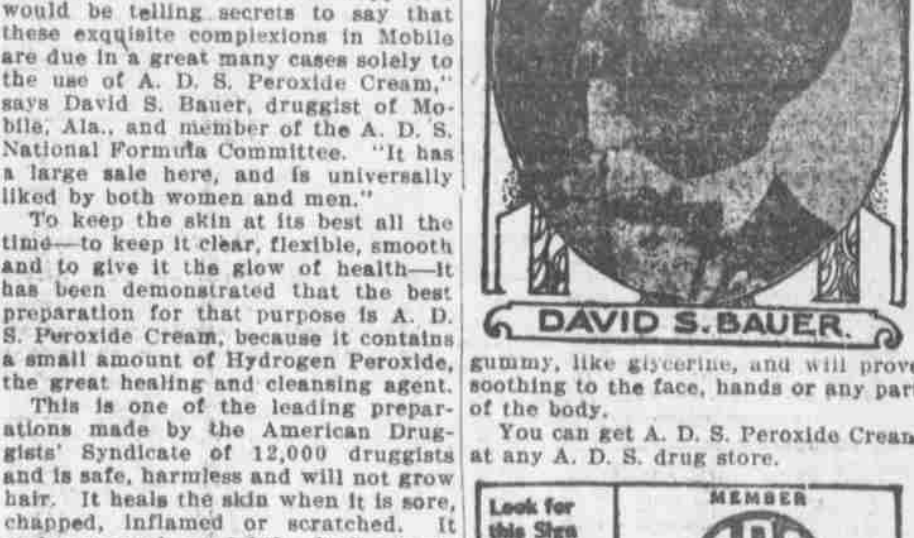 would be telling secrets to say that
these exquisite complexions in Mobile
are due in a great many cases solely to
the use of A. D. S. Peroxide Cream,"
says David S. Bauer, druggist of Mo-
bile, Ala., and member of the A. D. S.
National Formula Committee. "It has
a large sale here, and is universally
liked by both women and men."
To keep the skin at its best all the
time—to keep it clear, flexible, smooth
and to give it the glow of health—it
has been demonstrated that the best
preparation for that purpose is A. D.
S. Peroxide Cream, because it contains
a small amount of Hydrogen Peroxide,
the great healing and cleansing agent.
This is one of the leading prepar-
ations made by the American Drug-
gists' Syndicate of 12,000 druggists
and is safe, harmless and will not grow
hair. It heals the skin when it is sore,
chapped, inflamed or scratched. It
DAVID S. BAUER.
gummy, like glycerine, and will prove
soothing to the face, hands or any par
of the body.
You can get A. D. S. Peroxide Cream
at any A. D. S. drug store.
Look for
this Sign
MEMBER